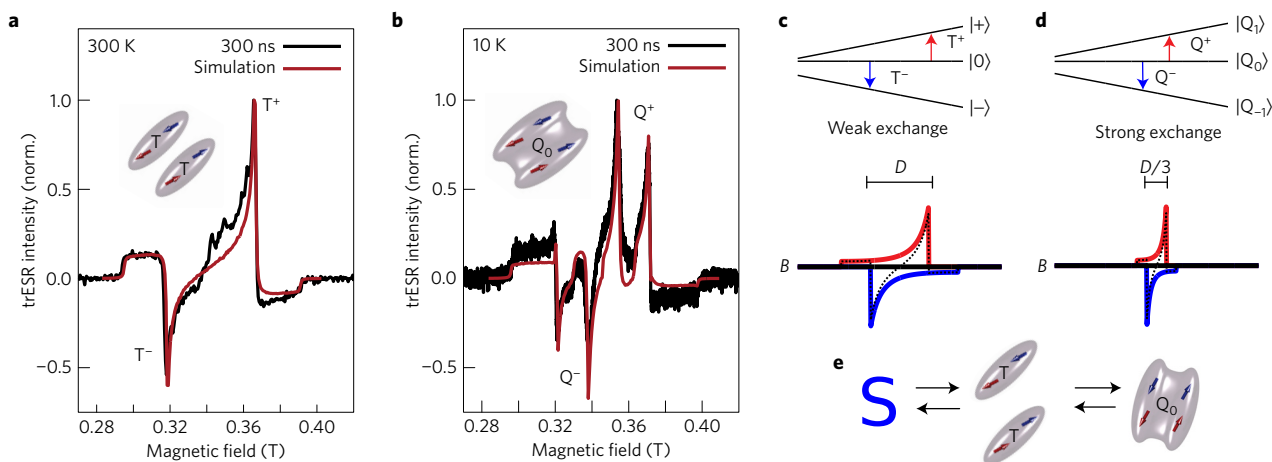 a
300 K
300 ns
Simulation
T
T
T+
T−
trESR intensity (norm.)
1.0
0.5
0.0
−0.5
0.28
0.32
0.36
0.40
Magnetic field (T)
b
10 K
300 ns
Simulation
Q0
Q+
Q−
trESR intensity (norm.)
1.0
0.5
0.0
−0.5
0.28
0.32
0.36
0.40
Magnetic field (T)
c
|+⟩
T+
|0⟩
T−
|−⟩
Weak exchange
D
B
d
|Q1⟩
Q+
|Q0⟩
Q−
|Q−1⟩
Strong exchange
D/3
B
e
S
T
T
Q0